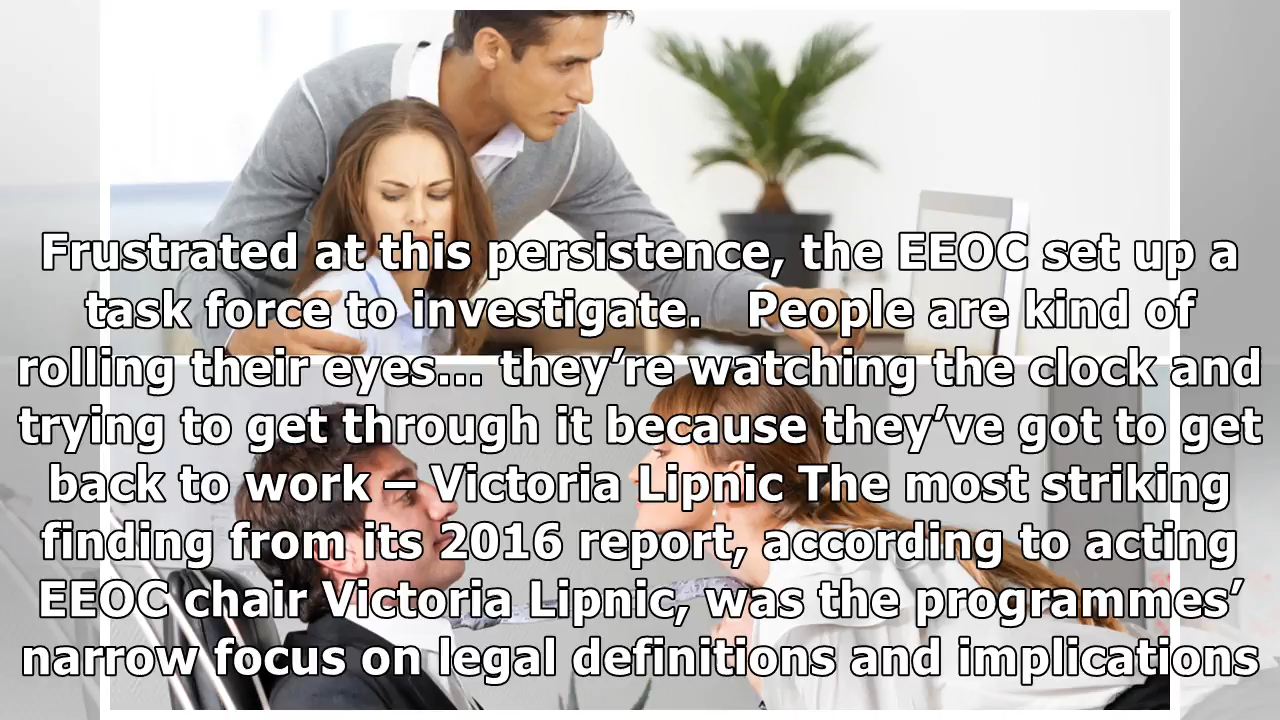 Frustrated at this persistence, the EEOC set up a
task force to investigate.   People are kind of
rolling their eyes... they’re watching the clock and
trying to get through it because they’ve got to get
back to work – Victoria Lipnic The most striking
finding from its 2016 report, according to acting
EEOC chair Victoria Lipnic, was the programmes’
narrow focus on legal definitions and implications